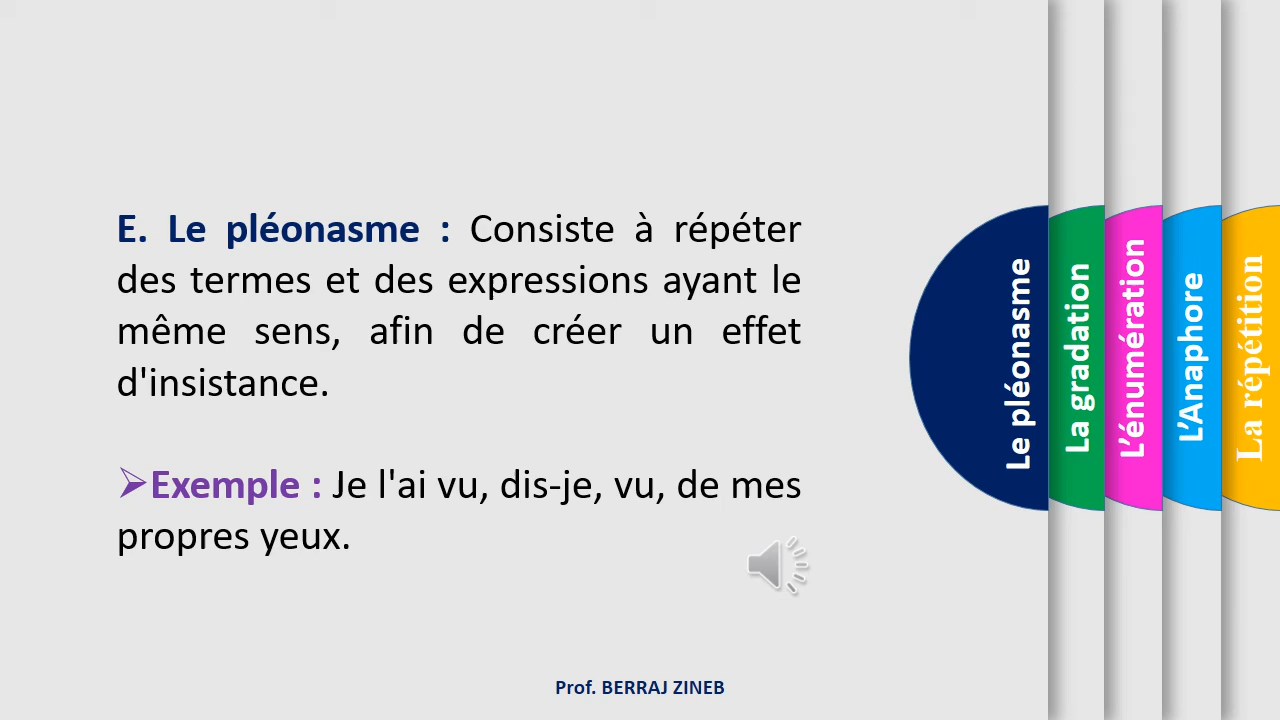 E. Le pléonasme : Consiste à répéter
des termes et des expressions ayant le
même sens, afin de créer un effet
d'insistance.
➢Exemple : Je l'ai vu, dis-je, vu, de mes
propres yeux.
Le pléonasme
La gradation
L’énumération
L’Anaphore
La répétition
Prof. BERRAJ ZINEB